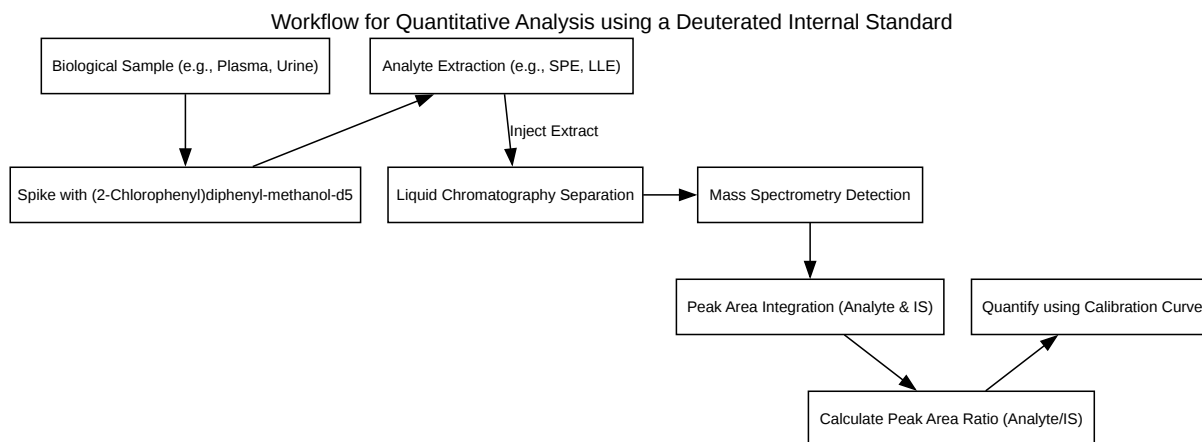 Workflow for Quantitative Analysis using a Deuterated Internal Standard
Biological Sample (e.g., Plasma, Urine)
Analyte Extraction (e.g., SPE, LLE)
Inject Extract
Spike with (2-Chlorophenyl)diphenyl-methanol-d5
Liquid Chromatography Separation
Mass Spectrometry Detection
Peak Area Integration (Analyte & IS)
Quantify using Calibration Curve
Calculate Peak Area Ratio (Analyte/IS)